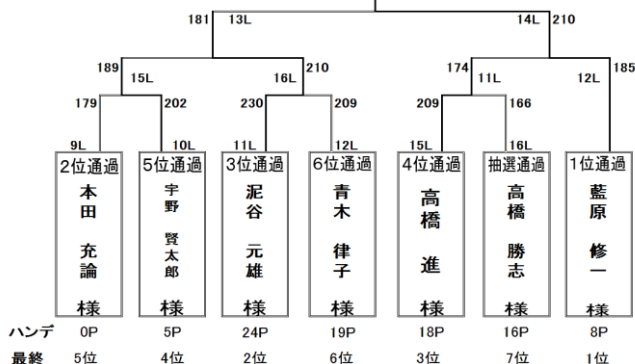 181 13L 14L 210
189 15L 16L 210 174 11L 12L 185
179 202 230 209 209 166
9L 10L 11L 12L 15L 16L
2位通過 5位通過 3位通過 6位通過 4位通過 抽選通過 1位通過
本田 充論 様
宇野 賢太郎 様
泥谷 元雄 様
青木 律子 様
高橋 進 様
高橋 勝志 様
藍原 修一 様
ハンデ 0P 5P 24P 19P 18P 16P 8P
最終 5位 4位 2位 6位 3位 7位 1位